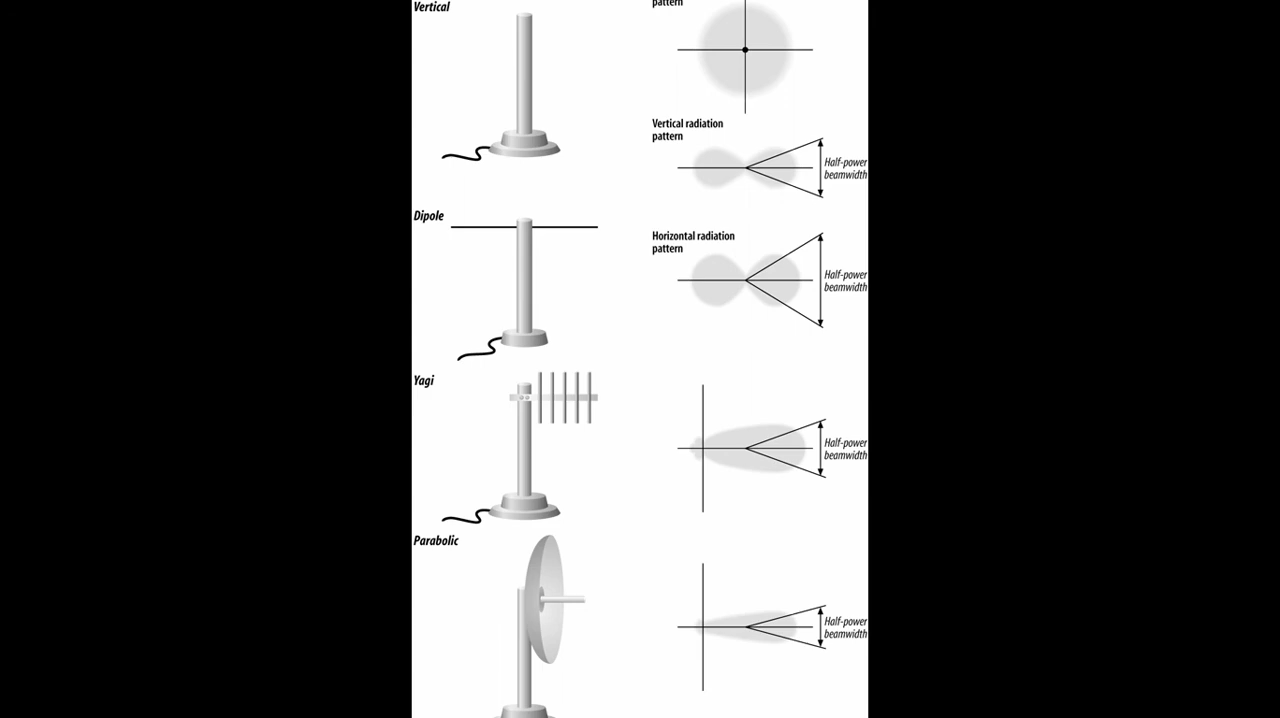 Vertical
pattern
Vertical radiation
pattern
Half-power
beamwidth
Dipole
Horizontal radiation
pattern
Half-power
beamwidth
Yagi
Half-power
beamwidth
Parabolic
Half-power
beamwidth